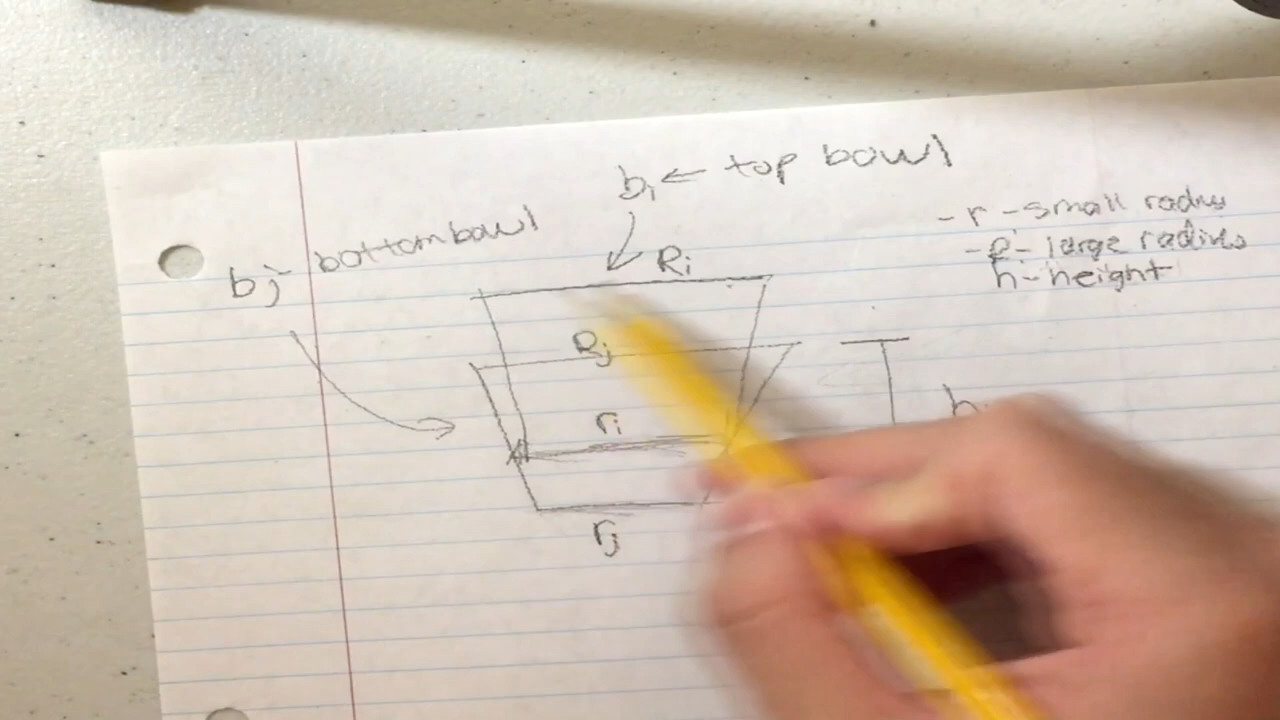 bi ← top bowl
- r - small radius
- R - large radius
h - height
bj - bottom bowl
Ri
Rj
ri
rj